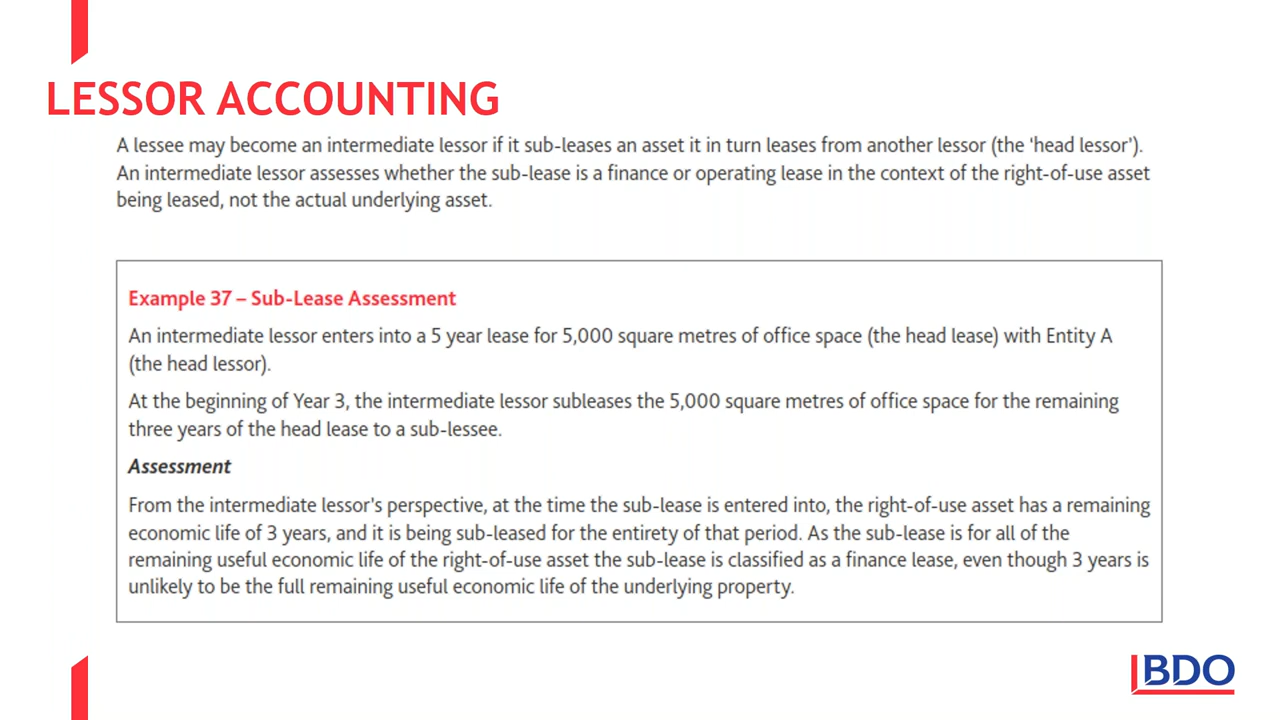 LESSOR ACCOUNTING
A lessee may become an intermediate lessor if it sub-leases an asset it in turn leases from another lessor (the 'head lessor').
An intermediate lessor assesses whether the sub-lease is a finance or operating lease in the context of the right-of-use asset
being leased, not the actual underlying asset.
Example 37 – Sub-Lease Assessment
An intermediate lessor enters into a 5 year lease for 5,000 square metres of office space (the head lease) with Entity A
(the head lessor).
At the beginning of Year 3, the intermediate lessor subleases the 5,000 square metres of office space for the remaining
three years of the head lease to a sub-lessee.
Assessment
From the intermediate lessor's perspective, at the time the sub-lease is entered into, the right-of-use asset has a remaining
economic life of 3 years, and it is being sub-leased for the entirety of that period. As the sub-lease is for all of the
remaining useful economic life of the right-of-use asset the sub-lease is classified as a finance lease, even though 3 years is
unlikely to be the full remaining useful economic life of the underlying property.
BDO